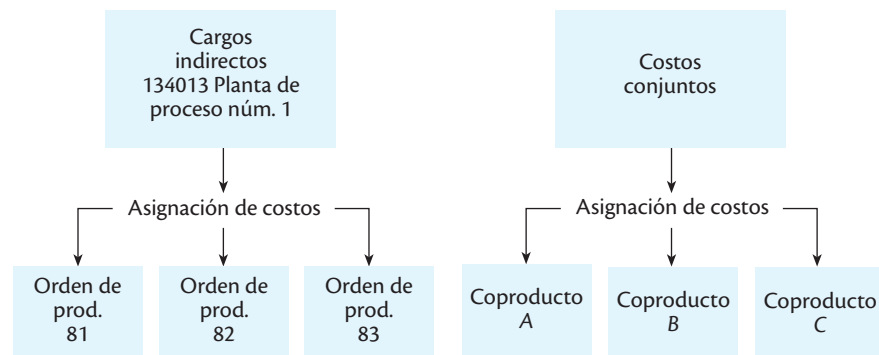 Cargos
indirectos
134013 Planta de
proceso núm. 1
Asignación de costos
Orden de
prod.
81
Orden de
prod.
82
Orden de
prod.
83
Costos
conjuntos
Asignación de costos
Coproducto
A
Coproducto
B
Coproducto
C